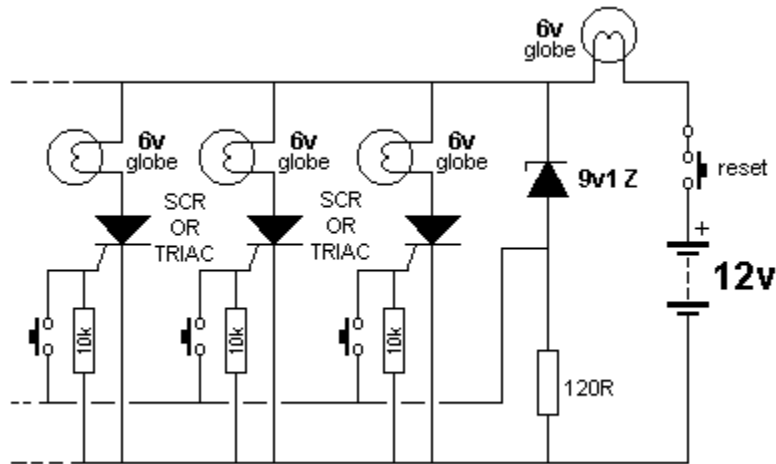 6v
globe
6v
globe
6v
globe
6v
globe
SCR
OR
TRIAC
SCR
OR
TRIAC
9v1 Z
reset
+
12v
10k
10k
10k
120R